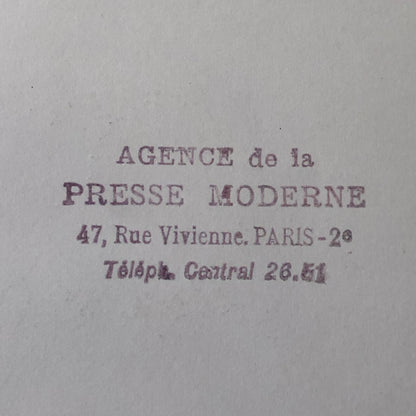 AGENCE de la
PRESSE MODERNE
47, Rue Vivienne. PARIS-2e
Téléph. Central 26.51